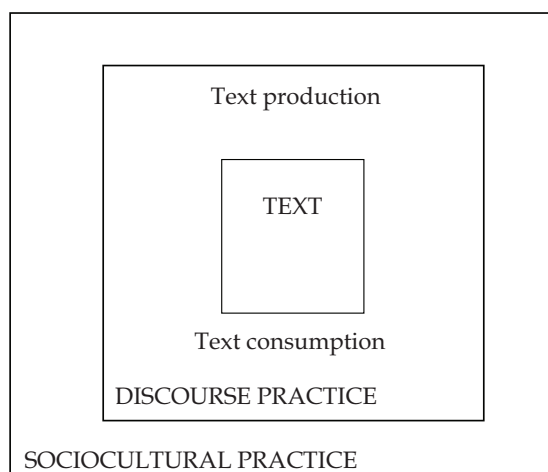 Text production
TEXT
Text consumption
DISCOURSE PRACTICE
SOCIOCULTURAL PRACTICE